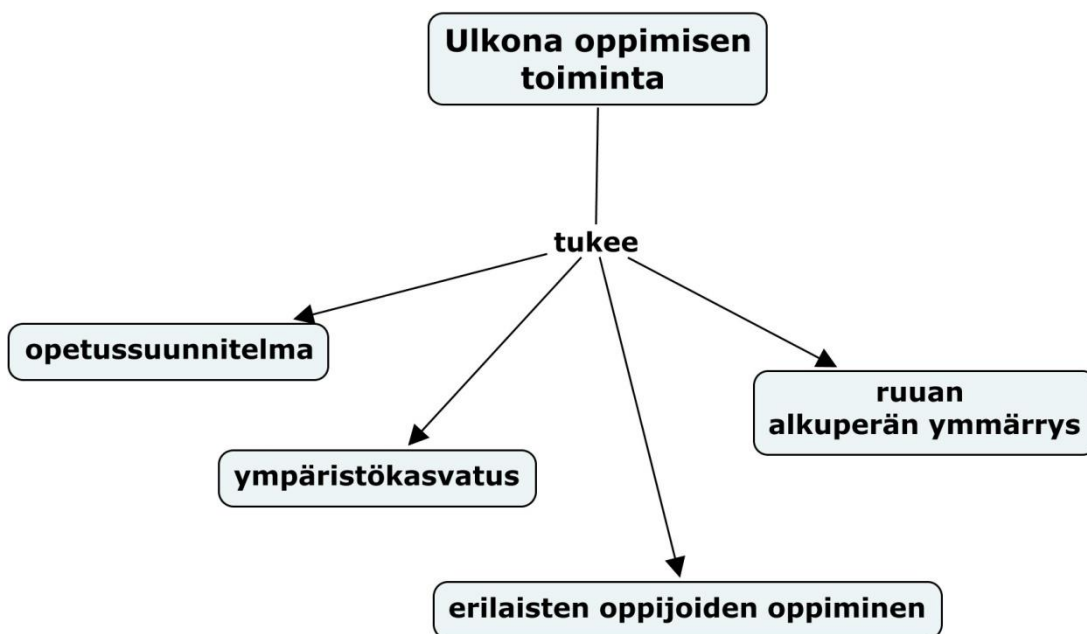 Ulkona oppimisen
toiminta
tukee
opetussuunnitelma
ruuan
alkuperän ymmärrys
ympäristökasvatus
erilaisten oppijoiden oppiminen